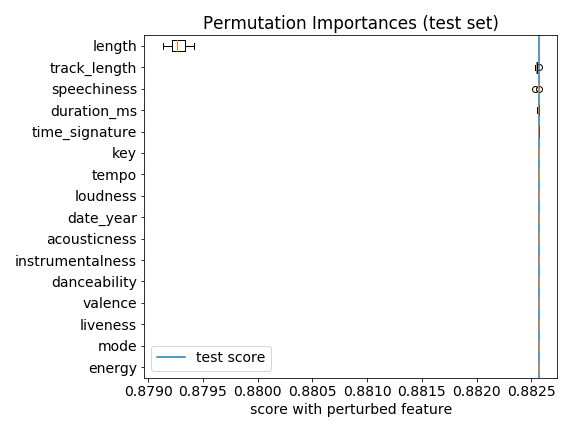 Permutation Importances (test set)
length
track_length
speechiness
duration_ms
time_signature
key
tempo
loudness
date_year
acousticness
instrumentalness
danceability
valence
liveness
mode
energy
test score
0.8790 0.8795 0.8800 0.8805 0.8810 0.8815 0.8820 0.8825
score with perturbed feature